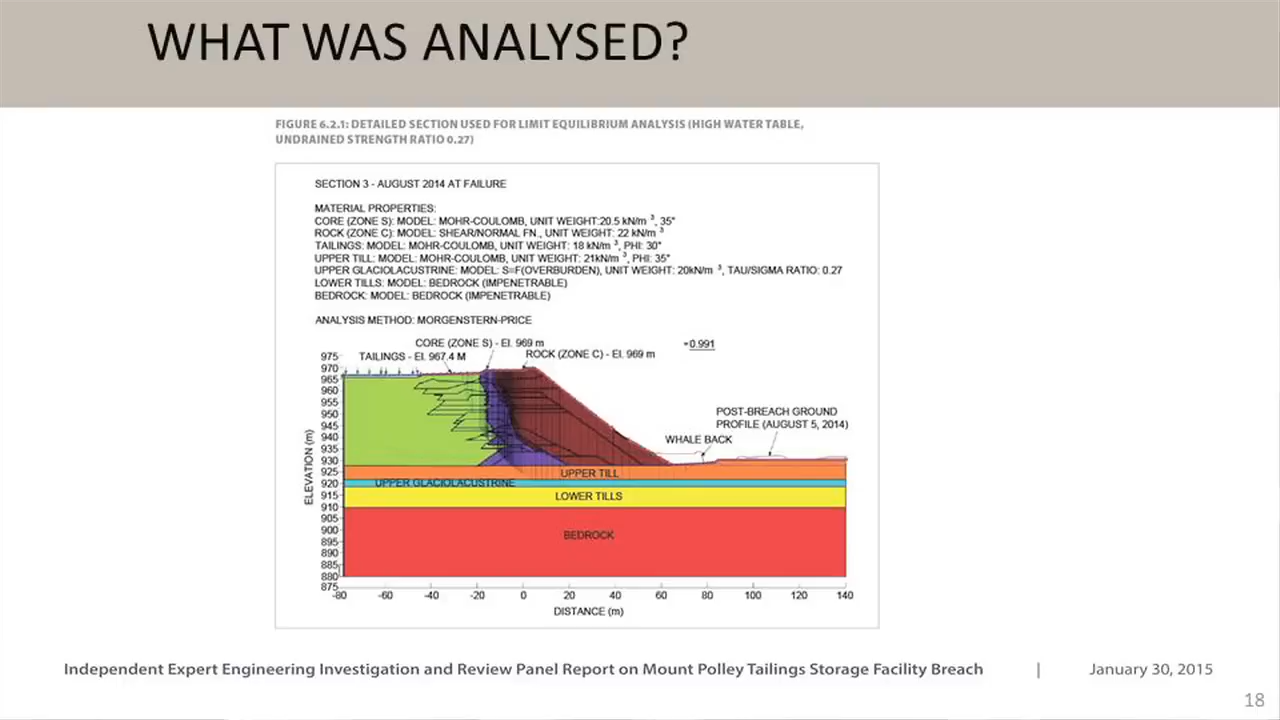 WHAT WAS ANALYSED?
FIGURE 6.2.1: DETAILED SECTION USED FOR LIMIT EQUILIBRIUM ANALYSIS (HIGH WATER TABLE,
UNDRAINED STRENGTH RATIO 0.27)
SECTION 3 - AUGUST 2014 AT FAILURE
MATERIAL PROPERTIES:
CORE (ZONE S): MODEL: MOHR-COULOMB, UNIT WEIGHT:20.5 kN/m ³, 35°
ROCK (ZONE C): MODEL: SHEAR/NORMAL FN., UNIT WEIGHT: 22 kN/m ³
TAILINGS: MODEL: MOHR-COULOMB, UNIT WEIGHT: 18 kN/m ³, PHI: 30°
UPPER TILL: MODEL: MOHR-COULOMB, UNIT WEIGHT: 21kN/m ³, PHI: 35°
UPPER GLACIOLACUSTRINE: MODEL: S=F(OVERBURDEN), UNIT WEIGHT: 20kN/m ³, TAU/SIGMA RATIO: 0.27
LOWER TILLS: MODEL: BEDROCK (IMPENETRABLE)
BEDROCK: MODEL: BEDROCK (IMPENETRABLE)
ANALYSIS METHOD: MORGENSTERN-PRICE
CORE (ZONE S) - El. 969 m
0.991
TAILINGS - El. 967.4 M
ROCK (ZONE C) - El. 969 m
POST-BREACH GROUND
PROFILE (AUGUST 5, 2014)
WHALE BACK
ELEVATION (m)
975
970
965
960
955
950
945
940
935
930
925
920
915
910
905
900
895
890
885
880
875
UPPER TILL
UPPER GLACIOLACUSTRINE
LOWER TILLS
BEDROCK
-80 -60 -40 -20 0 20 40 60 80 100 120 140
DISTANCE (m)
Independent Expert Engineering Investigation and Review Panel Report on Mount Polley Tailings Storage Facility Breach | January 30, 2015
18